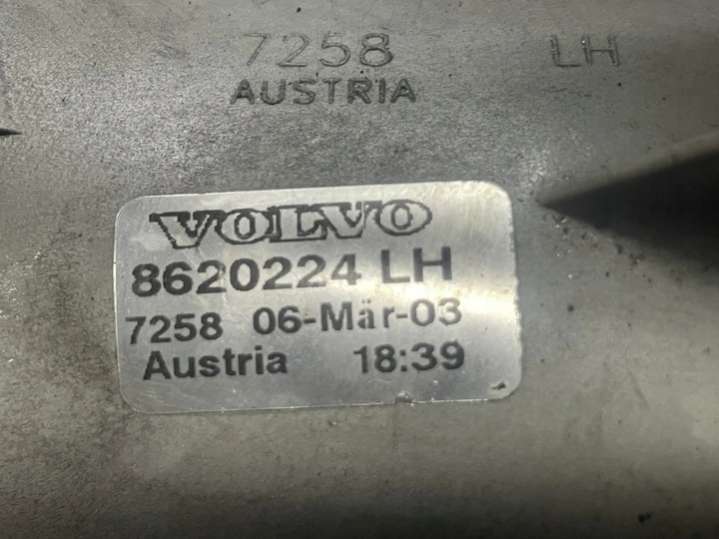 7258 LH
AUSTRIA
VOLVO
8620224 LH
7258 06-Mär-03
Austria 18:39